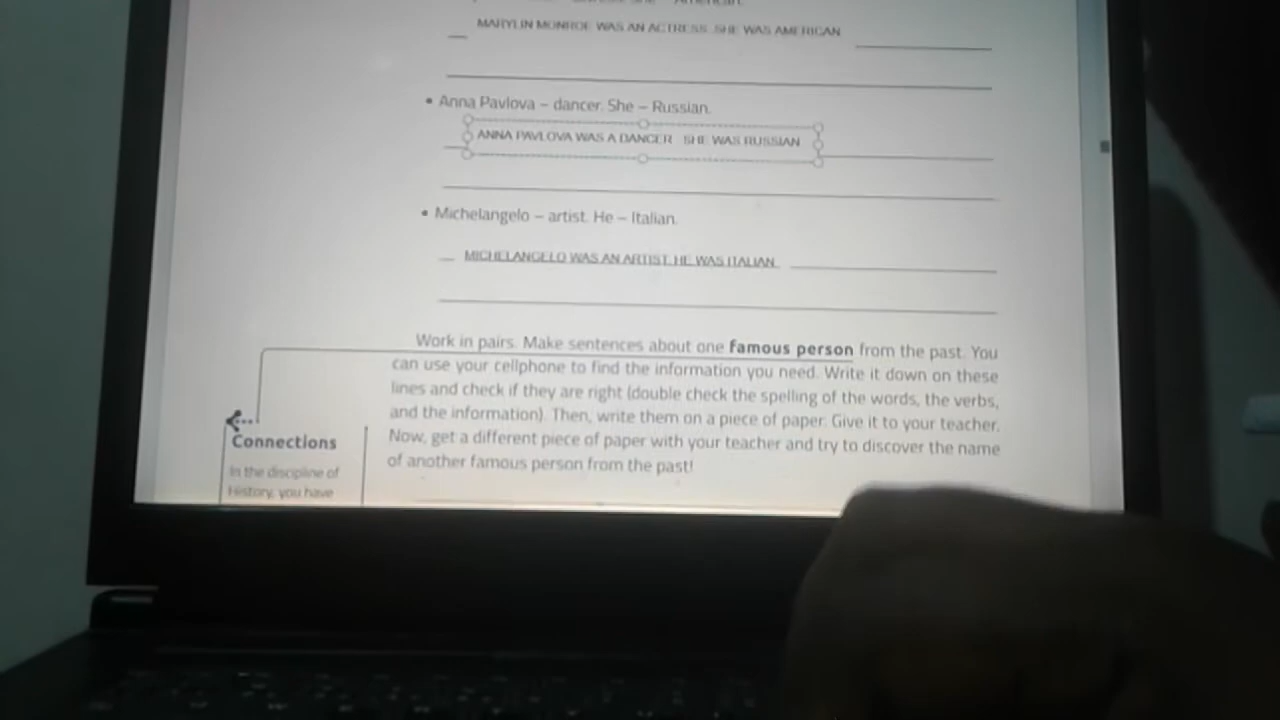 MARYLIN MONROE WAS AN ACTRESS. SHE WAS AMERICAN
• Anna Pavlova – dancer. She – Russian.
ANNA PAVLOVA WAS A DANCER . SHE WAS RUSSIAN
• Michelangelo – artist. He – Italian.
MICHELANGELO WAS AN ARTIST. HE WAS ITALIAN.
Work in pairs. Make sentences about one famous person from the past. You
can use your cellphone to find the information you need. Write it down on these
lines and check if they are right (double check the spelling of the words, the verbs,
and the information). Then, write them on a piece of paper. Give it to your teacher.
Now, get a different piece of paper with your teacher and try to discover the name
of another famous person from the past!
Connections
In the discipline of
History, you have